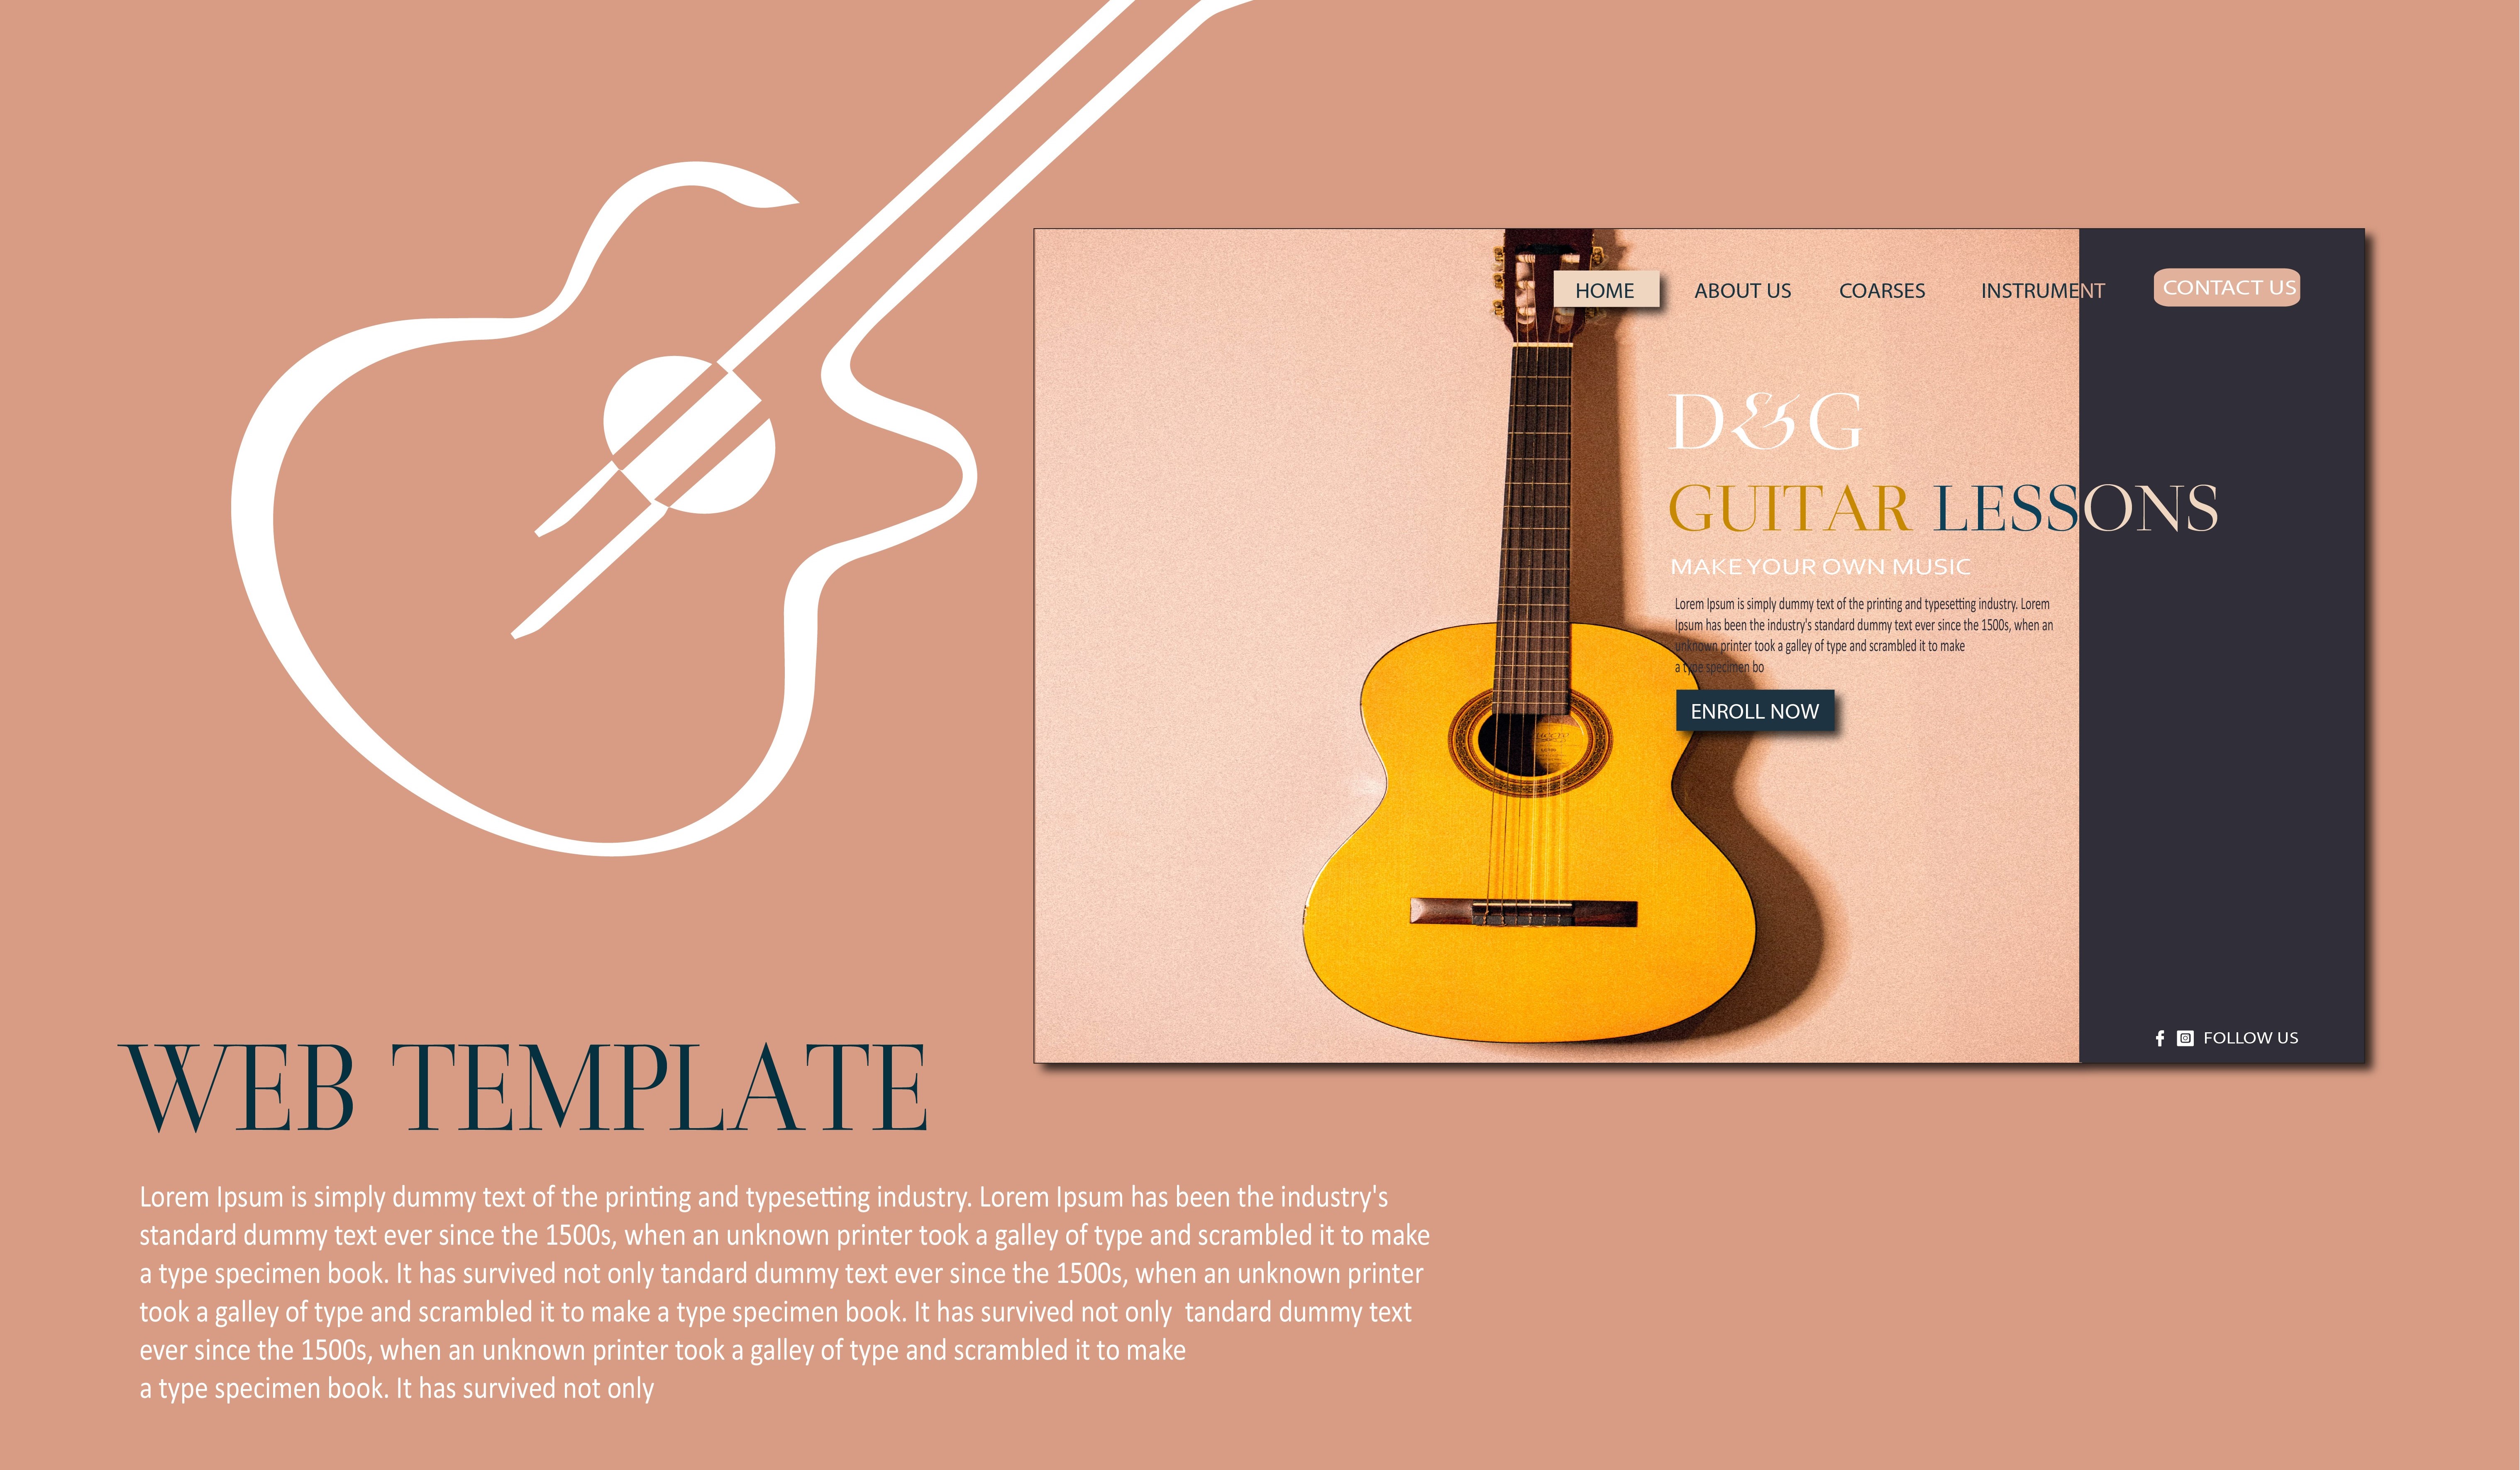 HOME
ABOUT US
COARSES
INSTRUMENT
CONTACT US
D&G
GUITAR LESSONS
MAKE YOUR OWN MUSIC
Lorem Ipsum is simply dummy text of the printing and typesetting industry. Lorem
Ipsum has been the industry's standard dummy text ever since the 1500s, when an
unknown printer took a galley of type and scrambled it to make
a type specimen bo
ENROLL NOW
FOLLOW US
WEB TEMPLATE
Lorem Ipsum is simply dummy text of the printing and typesetting industry. Lorem Ipsum has been the industry's
standard dummy text ever since the 1500s, when an unknown printer took a galley of type and scrambled it to make
a type specimen book. It has survived not only tandard dummy text ever since the 1500s, when an unknown printer
took a galley of type and scrambled it to make a type specimen book. It has survived not only  tandard dummy text
ever since the 1500s, when an unknown printer took a galley of type and scrambled it to make
a type specimen book. It has survived not only